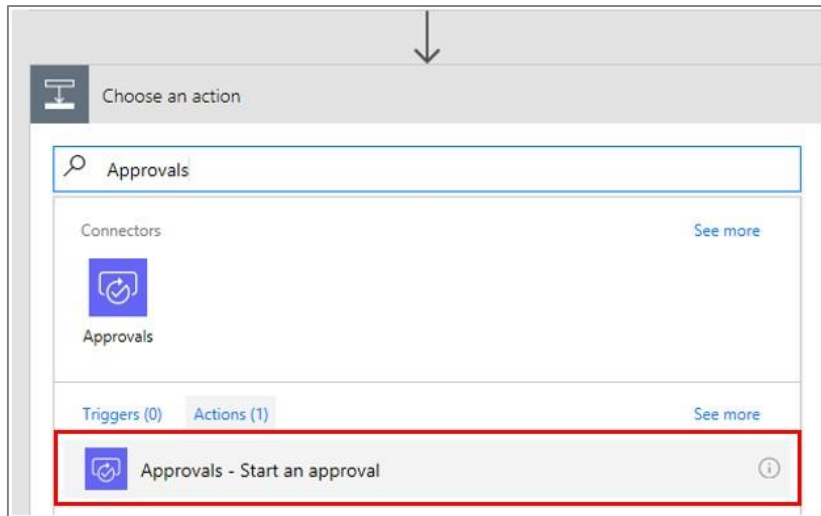 Choose an action
Approvals
Connectors See more
Approvals
Triggers (0) Actions (1) See more
Approvals - Start an approval